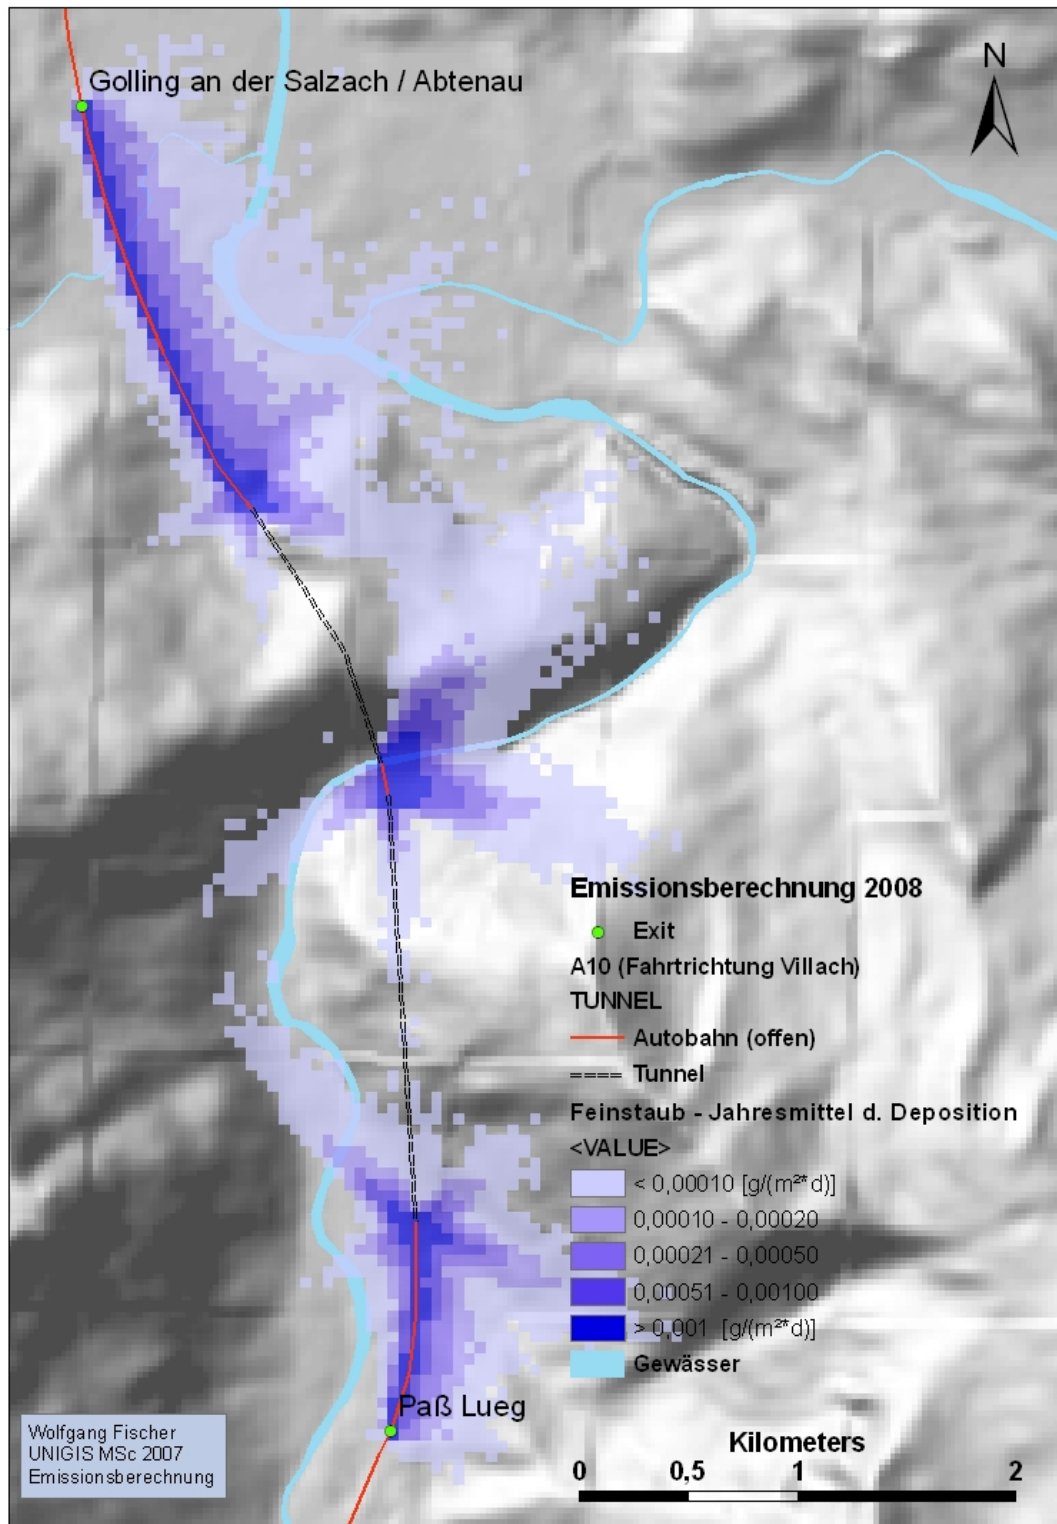 Golling an der Salzach / Abtenau
N
Emissionsberechnung 2008
Exit
A10 (Fahrtrichtung Villach)
TUNNEL
Autobahn (offen)
Tunnel
Feinstaub - Jahresmittel d. Deposition
<VALUE>
< 0,00010 [g/(m²*d)]
0,00010 - 0,00020
0,00021 - 0,00050
0,00051 - 0,00100
> 0,001 [g/(m²*d)]
Gewässer
Paß Lueg
Wolfgang Fischer
UNIGIS MSc 2007
Emissionsberechnung
Kilometers
0 0,5 1 2